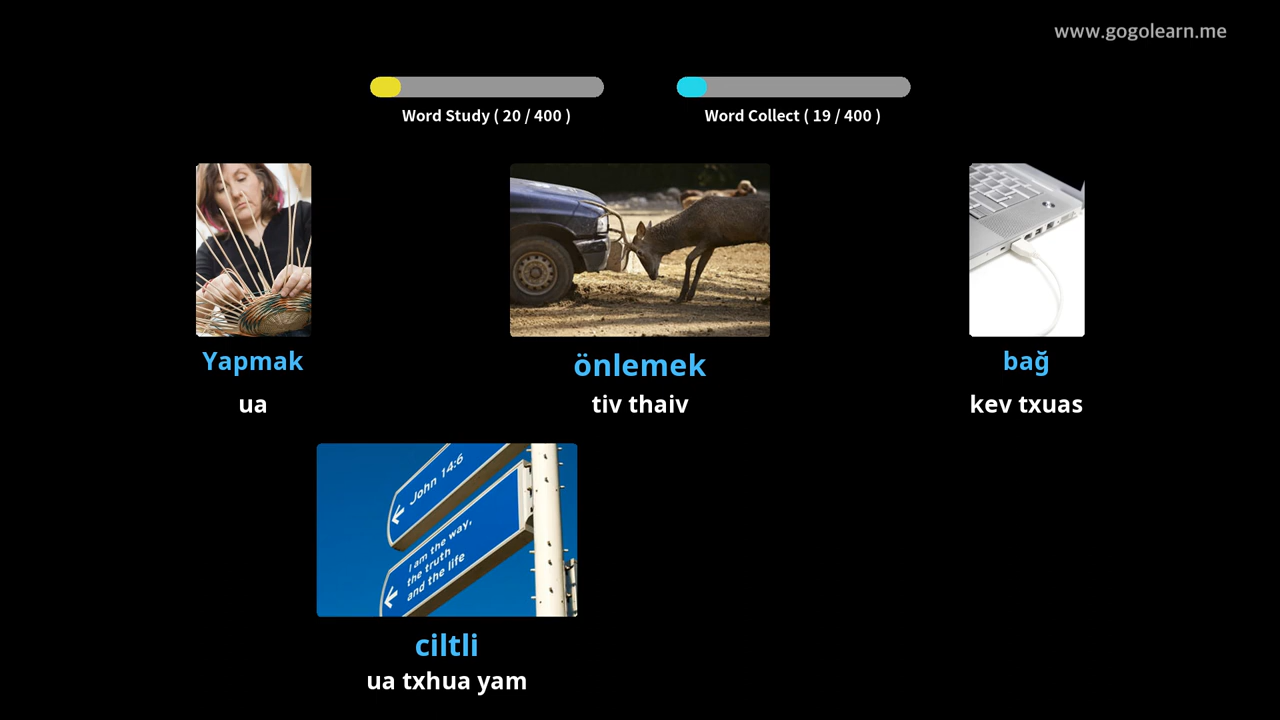 www.gogolearn.me
Word Study ( 20 / 400 )
Word Collect ( 19 / 400 )
Yapmak
ua
önlemek
tiv thaiv
bağ
kev txuas
John 14:6
I am the way,
the truth
and the life
ciltli
ua txhua yam